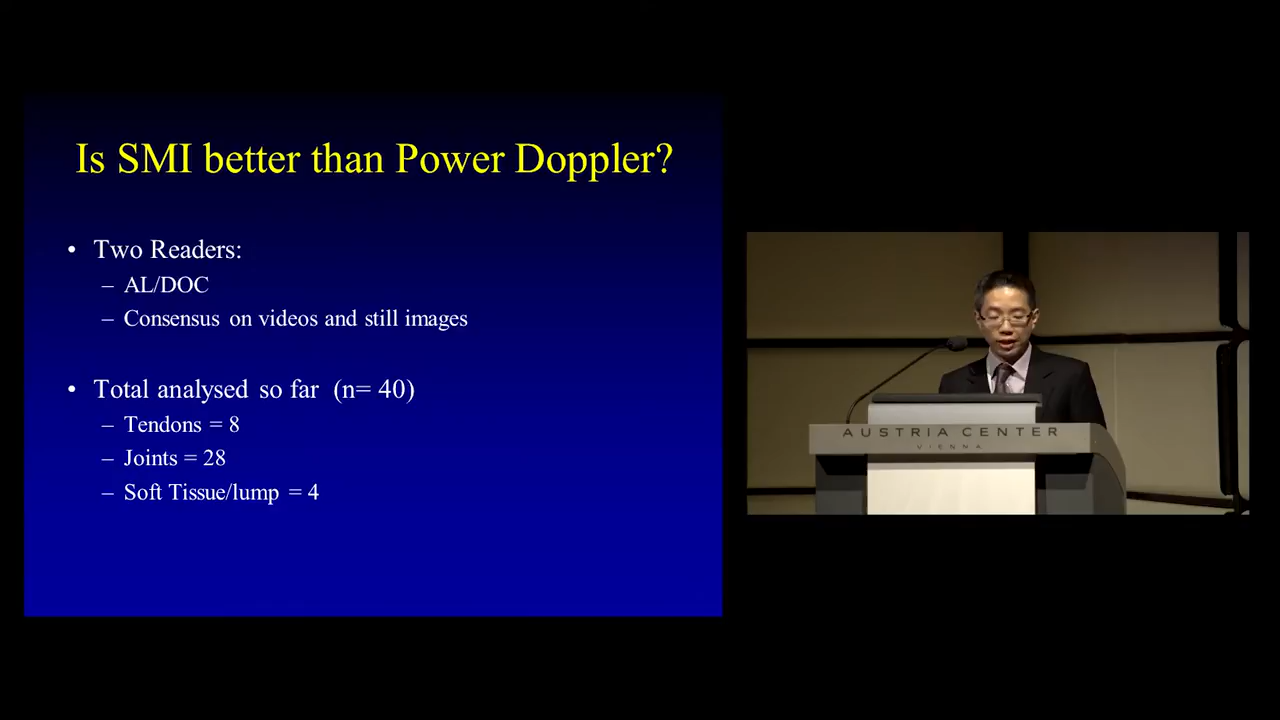 Is SMI better than Power Doppler?
• Two Readers:
– AL/DOC
– Consensus on videos and still images
• Total analysed so far (n= 40)
– Tendons = 8
– Joints = 28
– Soft Tissue/lump = 4
AUSTRIA CENTER
VIENNA